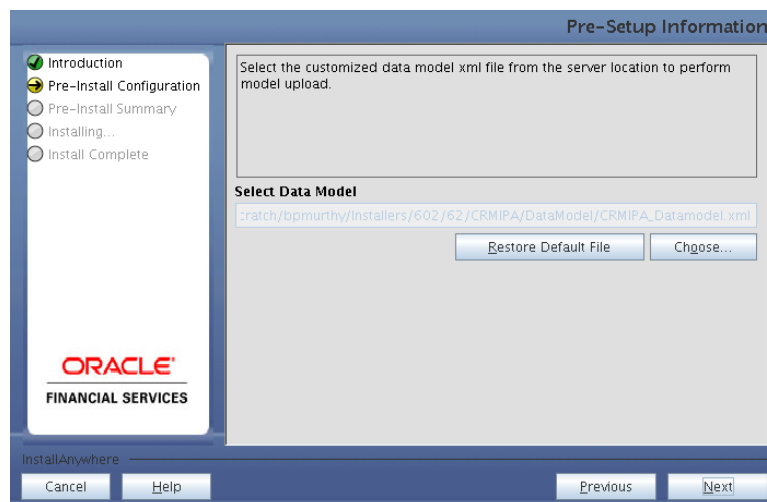 Pre-Setup Information
Introduction
Pre-Install Configuration
Pre-Install Summary
Installing...
Install Complete
Select the customized data model xml file from the server location to perform
model upload.
Select Data Model
:ratch/bpmurthy/Installers/602/62/CRMIPA/DataModel/CRMIPA_Datamodel.xml
Restore Default File
Choose...
ORACLE
FINANCIAL SERVICES
InstallAnywhere
Cancel
Help
Previous
Next